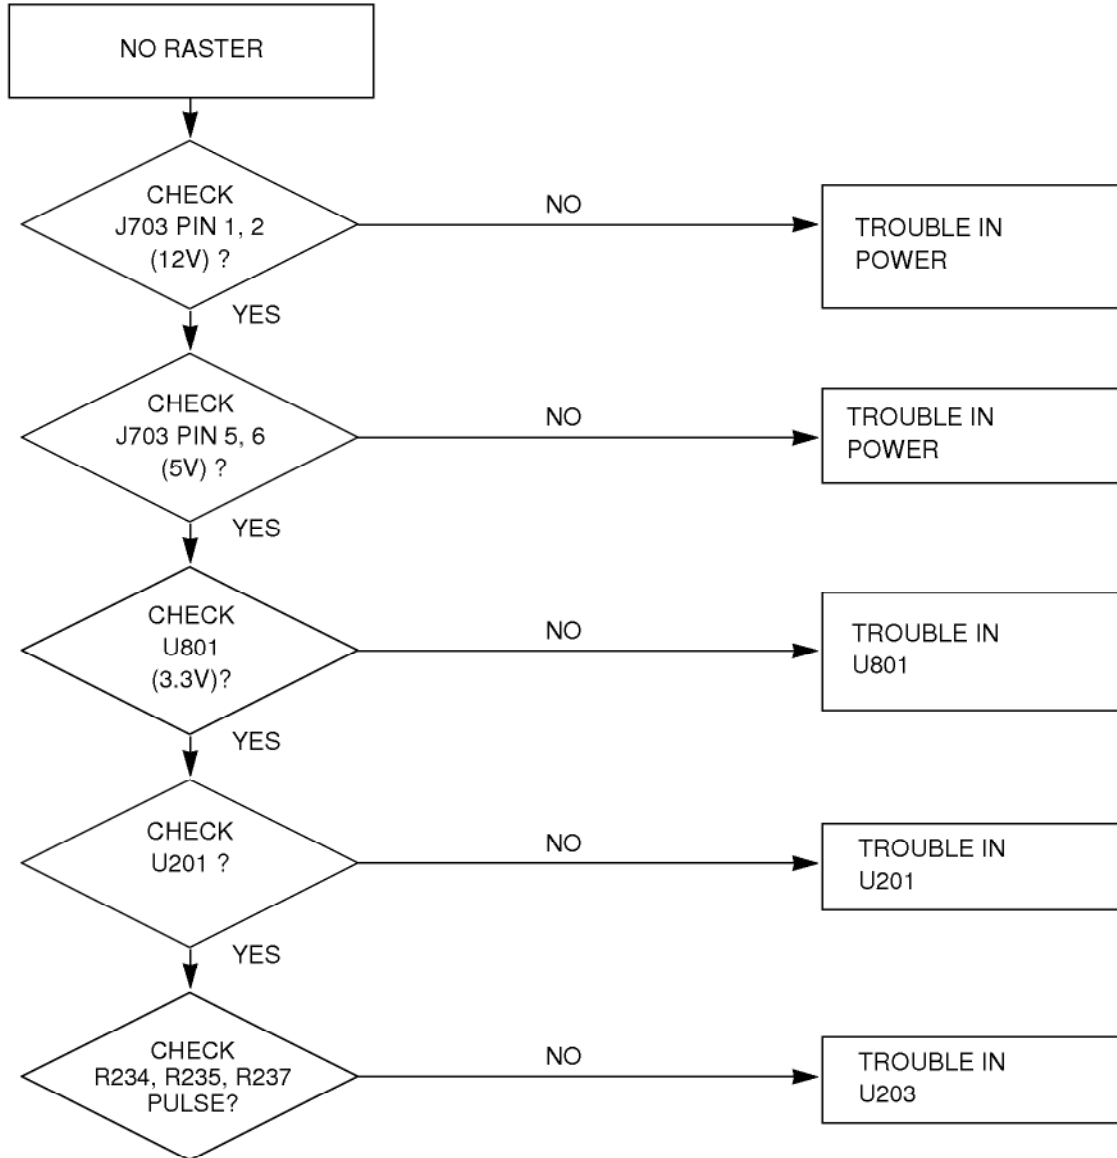 NO RASTER
CHECK
J703 PIN 1, 2
(12V) ?
NO
TROUBLE IN
POWER
YES
CHECK
J703 PIN 5, 6
(5V) ?
NO
TROUBLE IN
POWER
YES
CHECK
U801
(3.3V)?
NO
TROUBLE IN
U801
YES
CHECK
U201 ?
NO
TROUBLE IN
U201
YES
CHECK
R234, R235, R237
PULSE?
NO
TROUBLE IN
U203